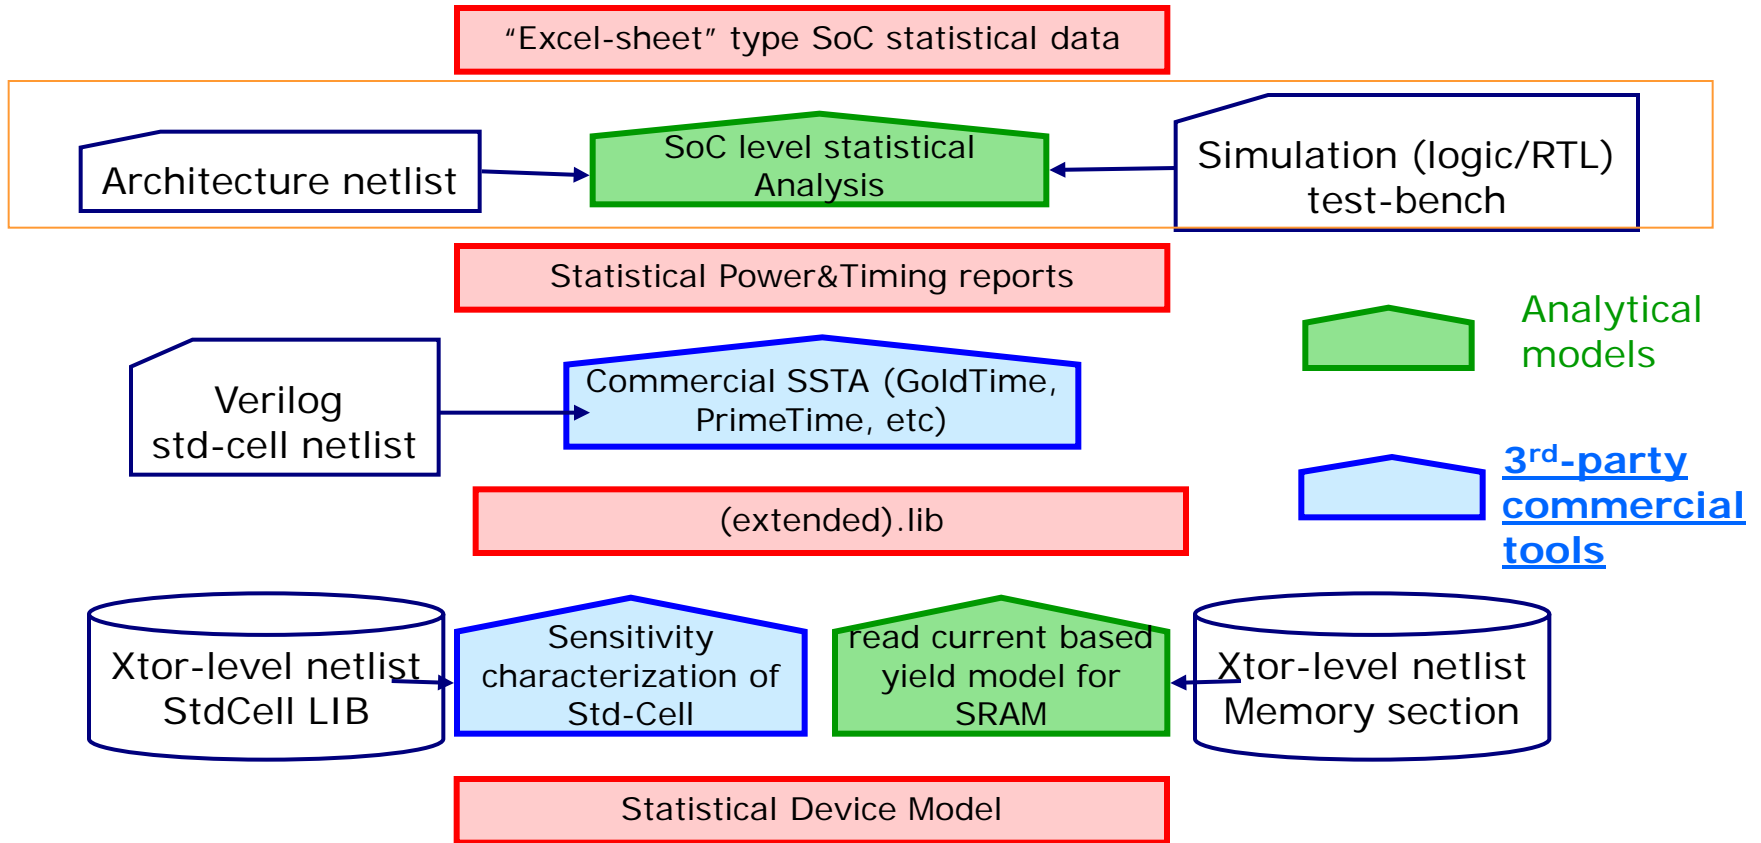 “Excel-sheet” type SoC statistical data
Architecture netlist
SoC level statistical
Analysis
Simulation (logic/RTL)
test-bench
Statistical Power&Timing reports
Analytical
models
Verilog
std-cell netlist
Commercial SSTA (GoldTime,
PrimeTime, etc)
3rd-party
commercial
tools
(extended).lib
Xtor-level netlist
StdCell LIB
Sensitivity
characterization of
Std-Cell
read current based
yield model for
SRAM
Xtor-level netlist
Memory section
Statistical Device Model